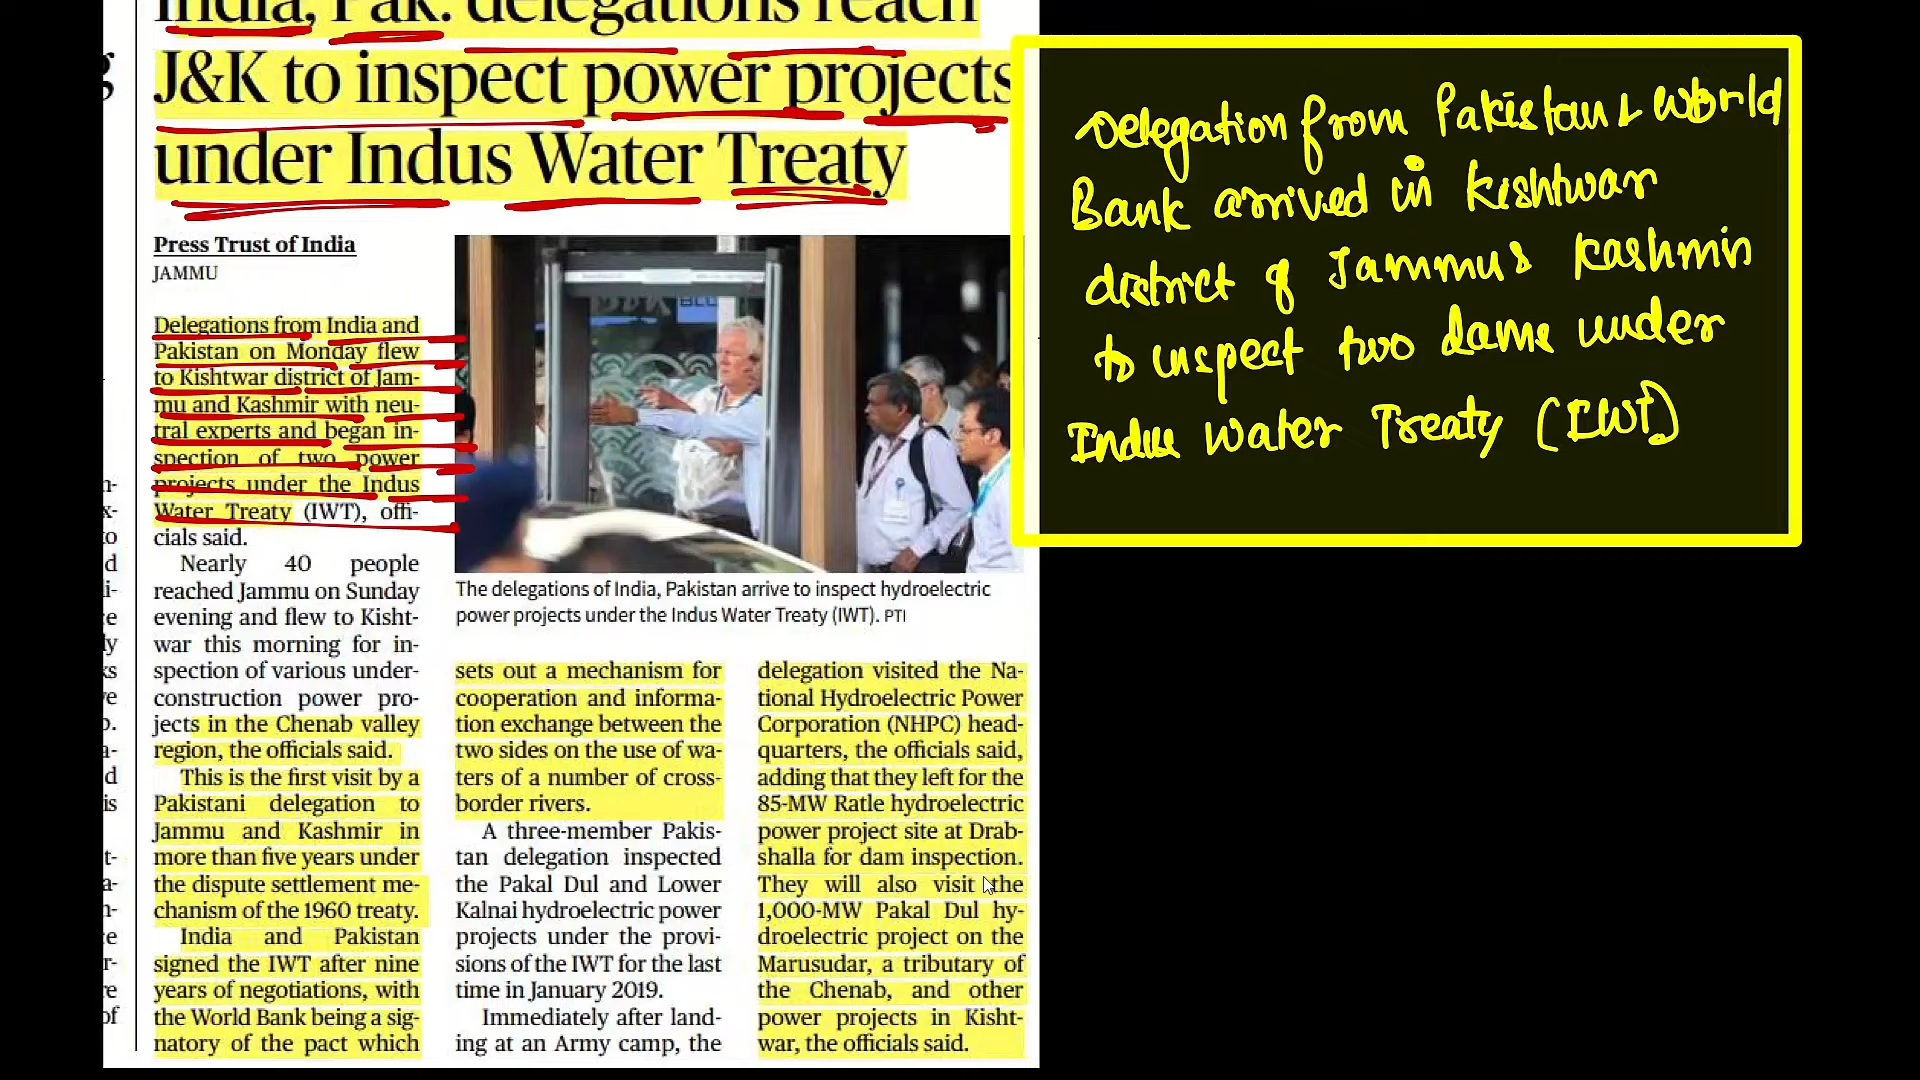 India, Pak. delegations reach
J&K to inspect power projects
under Indus Water Treaty
Press Trust of India
JAMMU
Delegations from India and
Pakistan on Monday flew
to Kishtwar district of Jam-
mu and Kashmir with neu-
tral experts and began in-
spection of two power
projects under the Indus
Water Treaty (IWT), offi-
cials said.
Nearly 40 people
reached Jammu on Sunday
evening and flew to Kisht-
war this morning for in-
spection of various under-
construction power pro-
jects in the Chenab valley
region, the officials said.
This is the first visit by a
Pakistani delegation to
Jammu and Kashmir in
more than five years under
the dispute settlement me-
chanism of the 1960 treaty.
India and Pakistan
signed the IWT after nine
years of negotiations, with
the World Bank being a sig-
natory of the pact which
The delegations of India, Pakistan arrive to inspect hydroelectric
power projects under the Indus Water Treaty (IWT). PTI
sets out a mechanism for
cooperation and informa-
tion exchange between the
two sides on the use of wa-
ters of a number of cross-
border rivers.
A three-member Pakis-
tan delegation inspected
the Pakal Dul and Lower
Kalnai hydroelectric power
projects under the provi-
sions of the IWT for the last
time in January 2019.
Immediately after land-
ing at an Army camp, the
delegation visited the Na-
tional Hydroelectric Power
Corporation (NHPC) head-
quarters, the officials said,
adding that they left for the
85-MW Ratle hydroelectric
power project site at Drab-
shalla for dam inspection.
They will also visit the
1,000-MW Pakal Dul hy-
droelectric project on the
Marusudar, a tributary of
the Chenab, and other
power projects in Kisht-
war, the officials said.
Delegation from Pakistan & World
Bank arrived in Kishtwar
district of Jammu & Kashmir
to inspect two dams under
Indus Water Treaty (IWT)